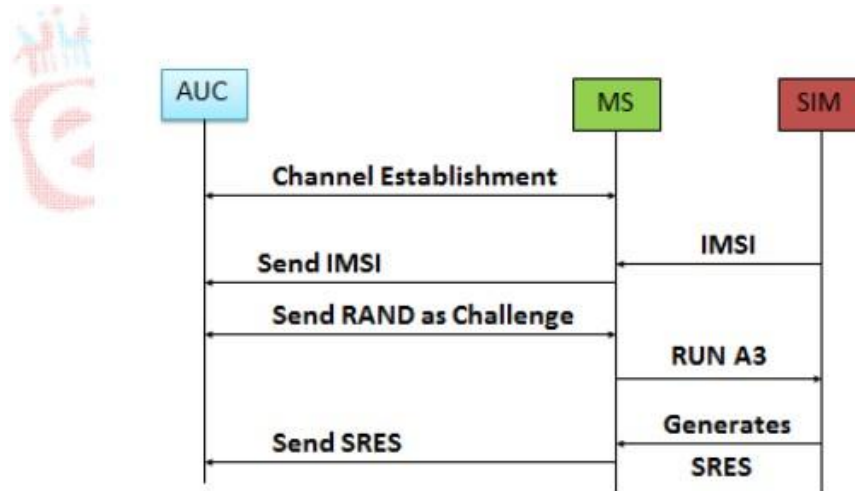 AUC
MS
SIM
Channel Establishment
IMSI
Send IMSI
Send RAND as Challenge
RUN A3
Generates
Send SRES
SRES